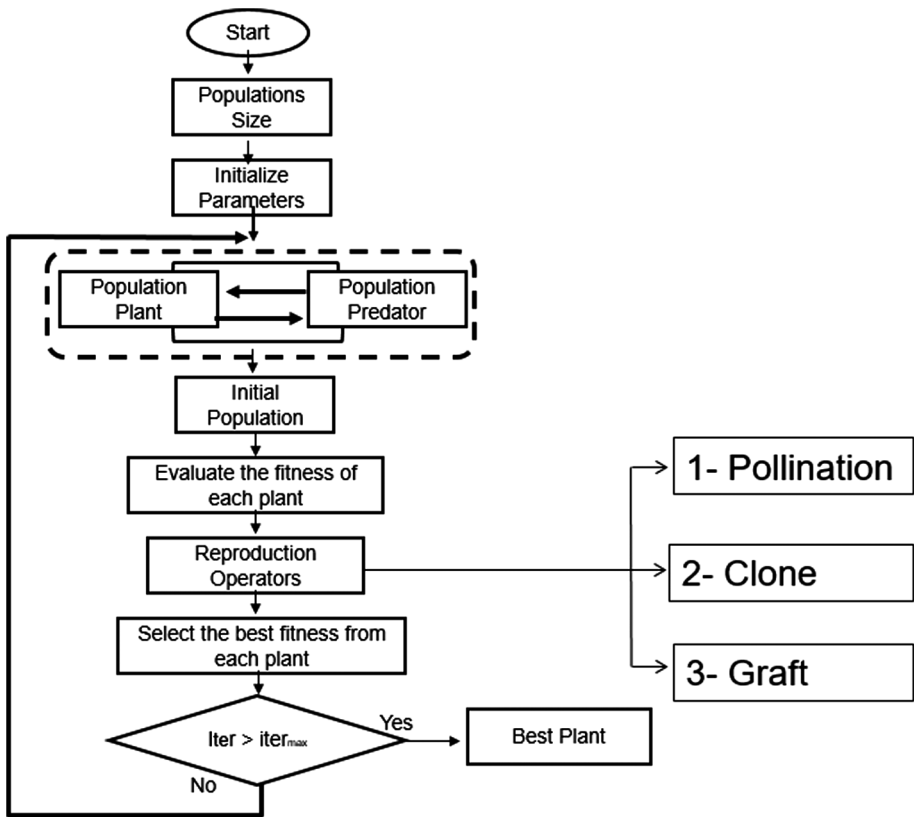 Start
Populations
Size
Initialize
Parameters
Population
Plant
Population
Predator
Initial
Population
Evaluate the fitness of
each plant
Reproduction
Operators
1- Pollination
2- Clone
3- Graft
Select the best fitness from
each plant
Iter > itermax
Yes
No
Best Plant